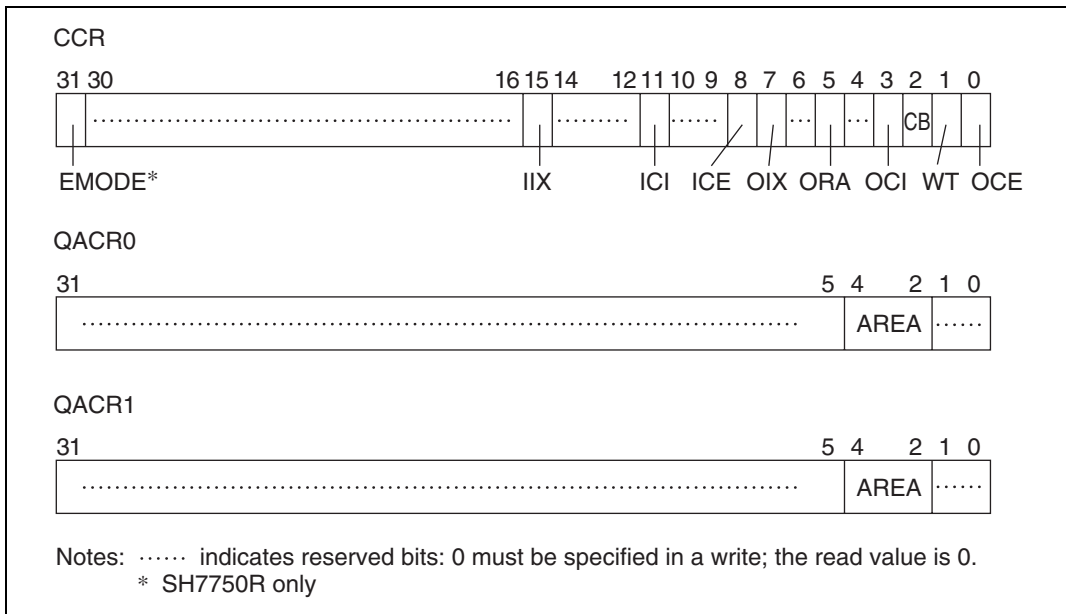 CCR
31 30 16 15 14 12 11 10 9 8 7 6 5 4 3 2 1 0
CB
EMODE* IIX ICI ICE OIX ORA OCI WT OCE
QACR0
31 5 4 2 1 0
AREA
QACR1
31 5 4 2 1 0
AREA
Notes: ······ indicates reserved bits: 0 must be specified in a write; the read value is 0.
* SH7750R only